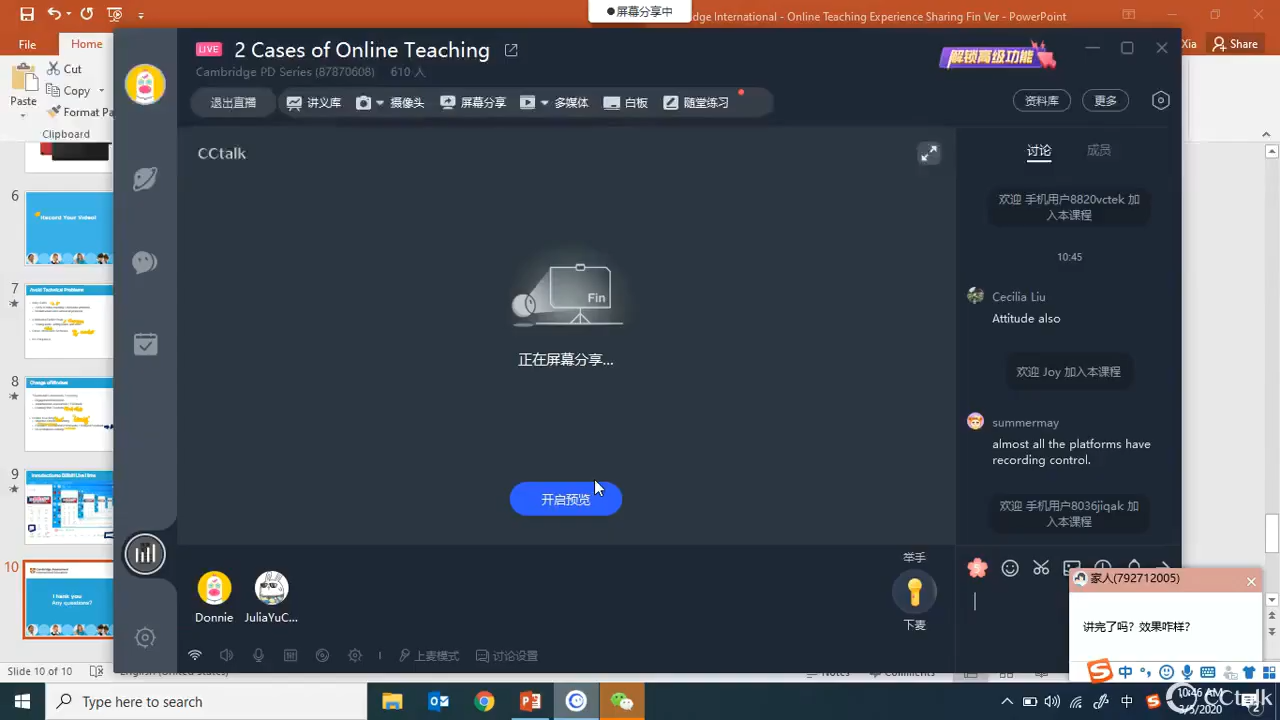 屏幕分享中
ge International - Online Teaching Experience Sharing Fin Ver - PowerPoint
File
Home
Xia
Share
Cut
Copy
Paste
Format Pa
Clipboard
LIVE
2 Cases of Online Teaching
解锁高级功能
Cambridge PD Series (87870608) 610 人
退出直播
讲义库
摄像头
屏幕分享
多媒体
白板
随堂练习
资料库
更多
CCtalk
讨论
成员
欢迎 手机用户8820vctek 加
入本课程
10:45
Cecilia Liu
Attitude also
欢迎 Joy 加入本课程
summermay
almost all the platforms have
recording control.
欢迎 手机用户8036jiqak 加
入本课程
Fin
正在屏幕分享...
开启预览
举手
下麦
Donnie
JuliaYuC...
上麦模式
讨论设置
6
Record Your Video!
7
Avoid Technical Problems
8
Change of Mindset
9
10
Thank you
Any questions?
家人(792712005)
讲完了吗？效果咋样？
Slide 10 of 10
English (United States)
Notes
Comments
中
Type here to search
中
10:46 AM
3/5/2020
CCtalk